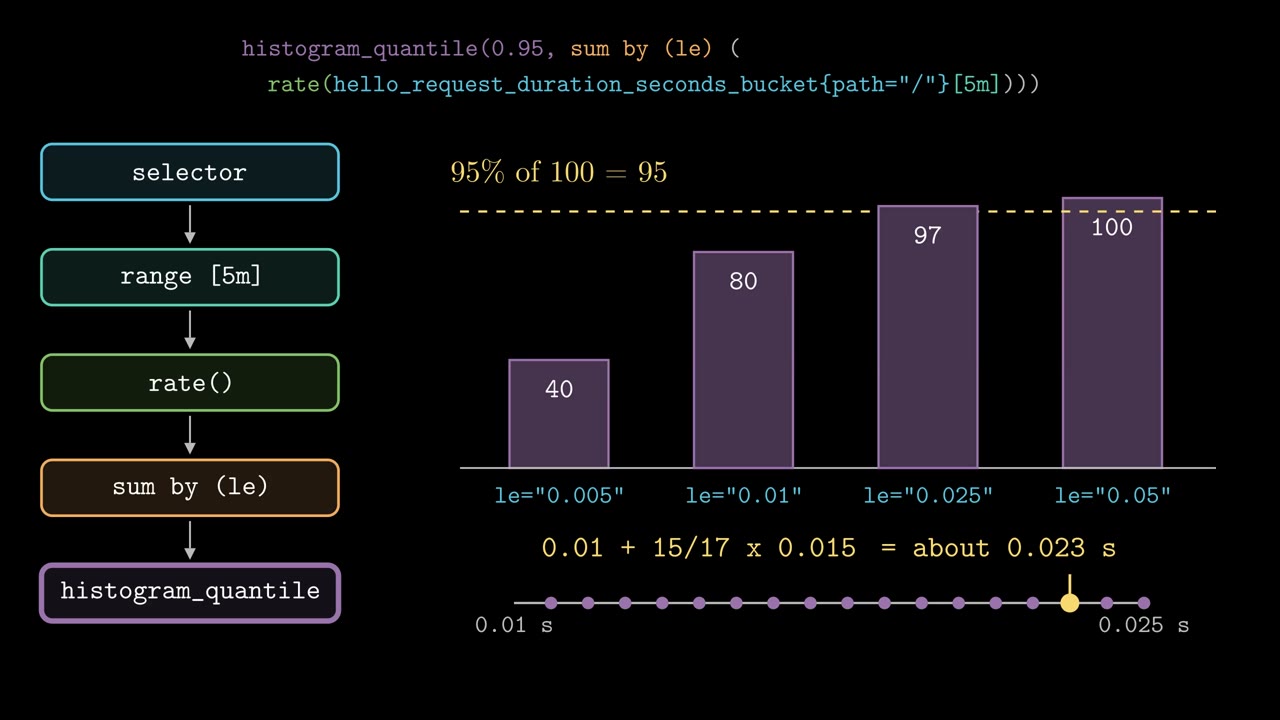 histogram_quantile(0.95, sum by (le) (
rate(hello_request_duration_seconds_bucket{path="/"}[5m])))
selector
range [5m]
rate()
sum by (le)
histogram_quantile
95% of 100 = 95
40
80
97
100
le="0.005"
le="0.01"
le="0.025"
le="0.05"
0.01 + 15/17 x 0.015 = about 0.023 s
0.01 s
0.025 s